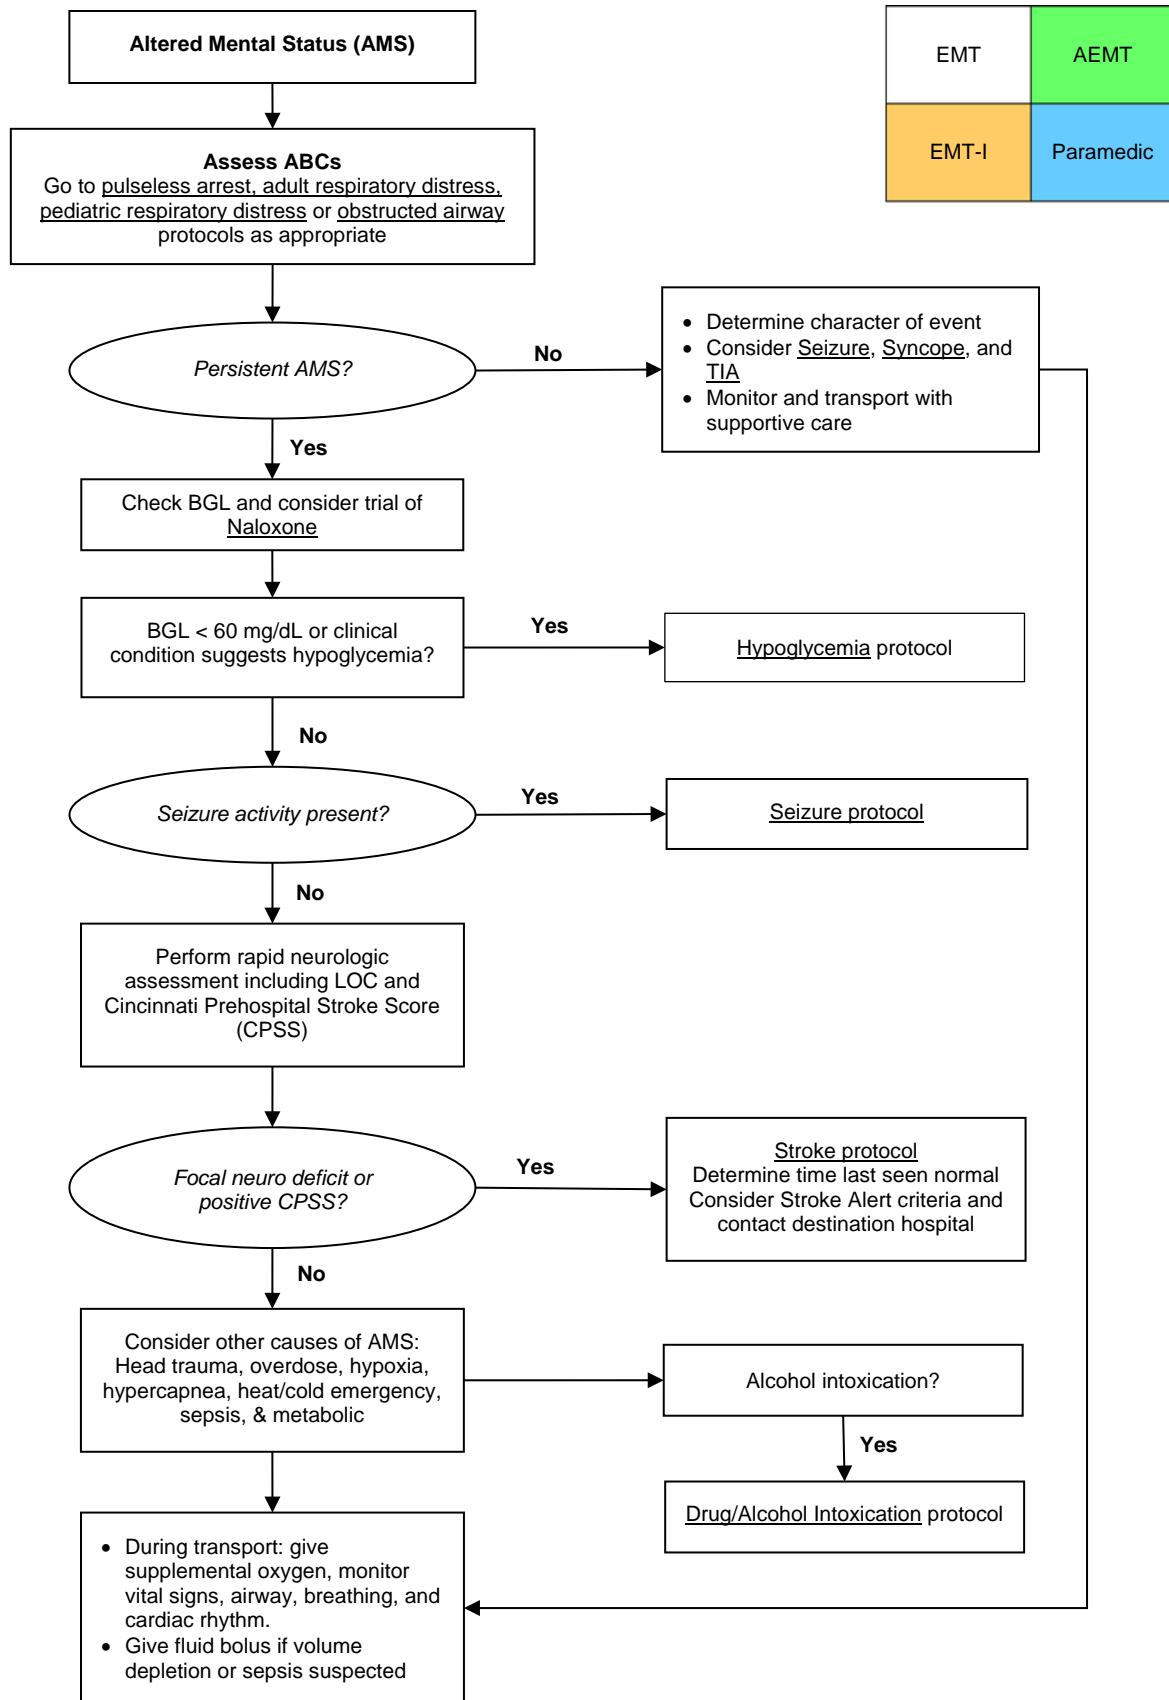 Altered Mental Status (AMS)
EMT
AEMT
EMT-I
Paramedic
Assess ABCs
Go to pulseless arrest, adult respiratory distress,
pediatric respiratory distress or obstructed airway
protocols as appropriate
Persistent AMS?
No
• Determine character of event
• Consider Seizure, Syncope, and
TIA
• Monitor and transport with
supportive care
Yes
Check BGL and consider trial of
Naloxone
BGL < 60 mg/dL or clinical
condition suggests hypoglycemia?
Yes
Hypoglycemia protocol
No
Seizure activity present?
Yes
Seizure protocol
No
Perform rapid neurologic
assessment including LOC and
Cincinnati Prehospital Stroke Score
(CPSS)
Focal neuro deficit or
positive CPSS?
Yes
Stroke protocol
Determine time last seen normal
Consider Stroke Alert criteria and
contact destination hospital
No
Consider other causes of AMS:
Head trauma, overdose, hypoxia,
hypercapnea, heat/cold emergency,
sepsis, & metabolic
Alcohol intoxication?
Yes
Drug/Alcohol Intoxication protocol
• During transport: give
supplemental oxygen, monitor
vital signs, airway, breathing, and
cardiac rhythm.
• Give fluid bolus if volume
depletion or sepsis suspected